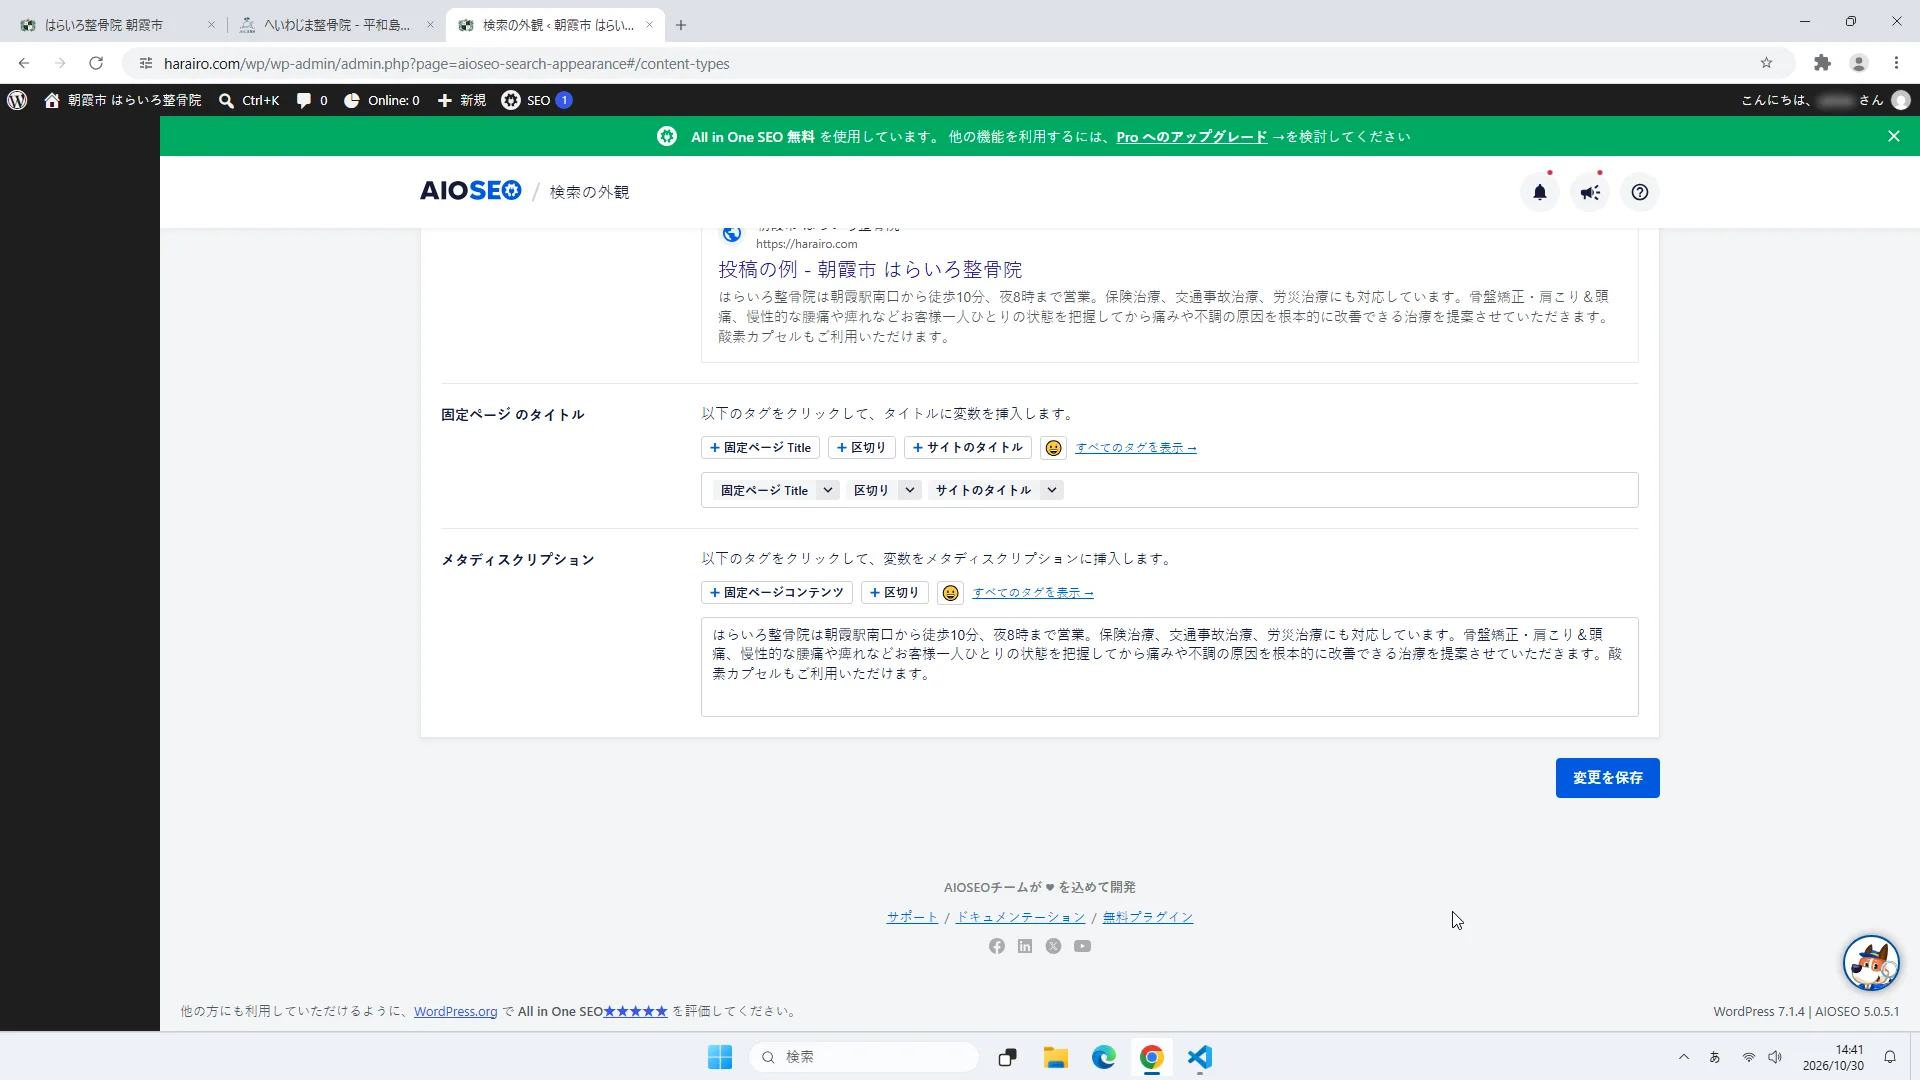 はらいろ整骨院 朝霞市
へいわじま整骨院 - 平和島...
検索の外観 ‹ 朝霞市 はらい...
harairo.com/wp/wp-admin/admin.php?page=aioseo-search-appearance#/content-types
朝霞市 はらいろ整骨院
Ctrl+K
0
Online: 0
新規
SEO 1
こんにちは、 さん
All in One SEO 無料 を使用しています。 他の機能を利用するには、Pro へのアップグレード →を検討してください
AIOSEO / 検索の外観
https://harairo.com
投稿の例 - 朝霞市 はらいろ整骨院
はらいろ整骨院は朝霞駅南口から徒歩10分、夜8時まで営業。保険治療、交通事故治療、労災治療にも対応しています。骨盤矯正・肩こり＆頭
痛、慢性的な腰痛や痺れなどお客様一人ひとりの状態を把握してから痛みや不調の原因を根本的に改善できる治療を提案させていただきます。
酸素カプセルもご利用いただけます。
固定ページ のタイトル
以下のタグをクリックして、タイトルに変数を挿入します。
+ 固定ページ Title
+ 区切り
+ サイトのタイトル
すべてのタグを表示 →
固定ページ Title
区切り
サイトのタイトル
メタディスクリプション
以下のタグをクリックして、変数をメタディスクリプションに挿入します。
+ 固定ページコンテンツ
+ 区切り
すべてのタグを表示 →
はらいろ整骨院は朝霞駅南口から徒歩10分、夜8時まで営業。保険治療、交通事故治療、労災治療にも対応しています。骨盤矯正・肩こり＆頭
痛、慢性的な腰痛や痺れなどお客様一人ひとりの状態を把握してから痛みや不調の原因を根本的に改善できる治療を提案させていただきます。酸
素カプセルもご利用いただけます。
変更を保存
AIOSEOチームが ♥ を込めて開発
サポート / ドキュメンテーション / 無料プラグイン
他の方にも利用していただけるように、WordPress.org で All in One SEO★★★★★ を評価してください。
WordPress 7.1.4 | AIOSEO 5.0.5.1
検索
あ
14:41
2026/10/30